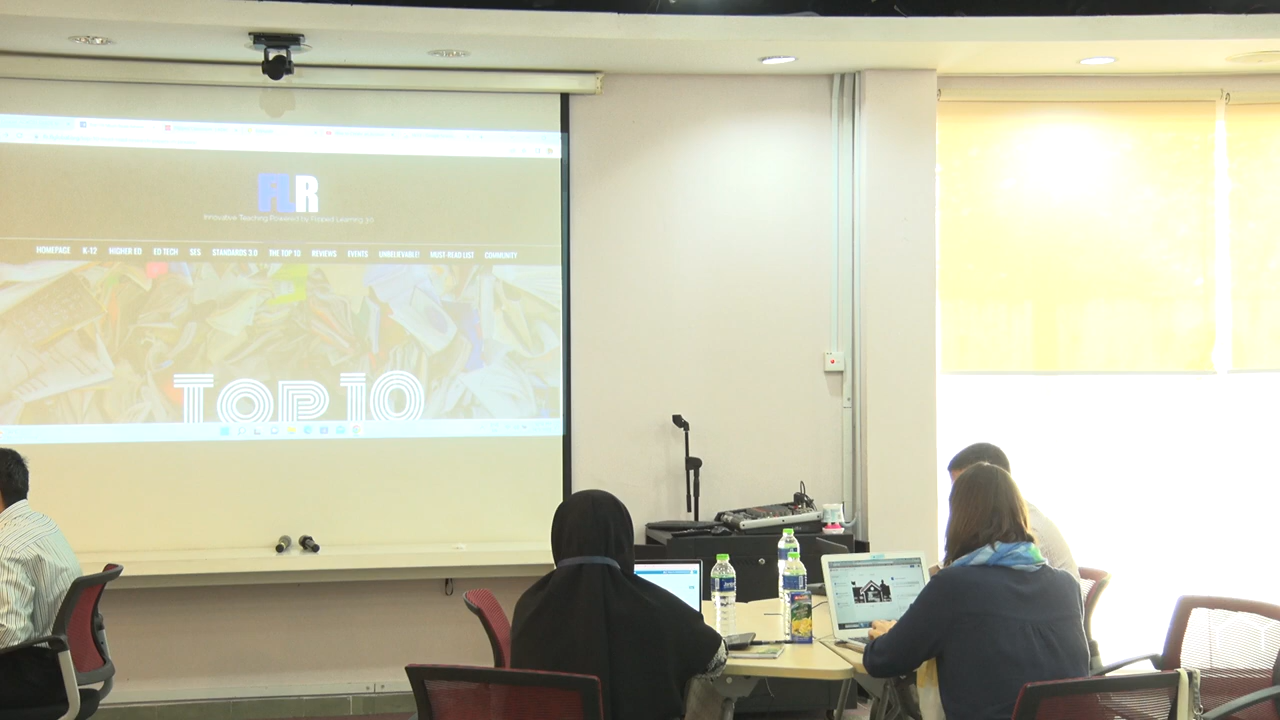 FLR
Innovative Teaching Powered by Flipped Learning 3.0
HOMEPAGE K-12 HIGHER ED ED TECH SES STANDARDS 3.0 THE TOP 10 REVIEWS EVENTS UNBELIEVABLE! MUST-READ LIST COMMUNITY
TOP 10